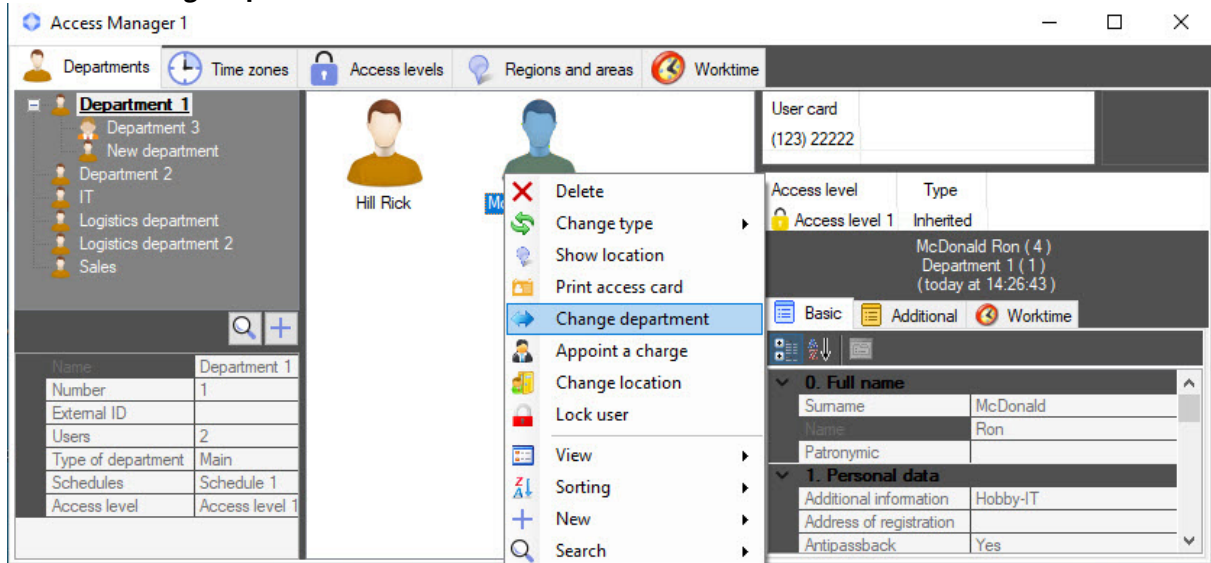 Access Manager 1
Departments Time zones Access levels Regions and areas Worktime
Department 1
Department 3
New department
Department 2
IT
Logistics department
Logistics department 2
Sales
Name Department 1
Number 1
External ID
Users 2
Type of department Main
Schedules Schedule 1
Access level Access level 1
Hill Rick
Delete
Change type
Show location
Print access card
Change department
Appoint a charge
Change location
Lock user
View
Sorting
New
Search
User card
(123) 22222
Access level Type
Access level 1 Inherited
McDonald Ron ( 4 )
Department 1 ( 1 )
( today at 14:26:43 )
Basic Additional Worktime
0. Full name
Surname McDonald
Name Ron
Patronymic
1. Personal data
Additional information Hobby-IT
Address of registration
Antipassback Yes